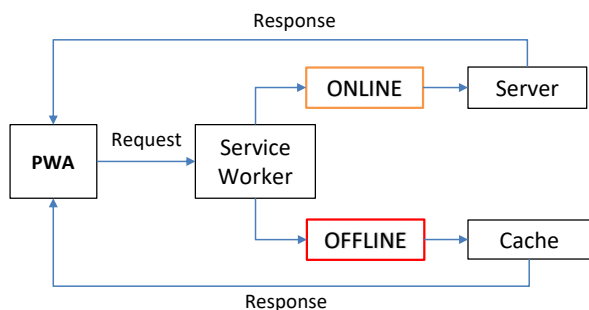 Response
ONLINE
Server
PWA
Request
Service
Worker
OFFLINE
Cache
Response